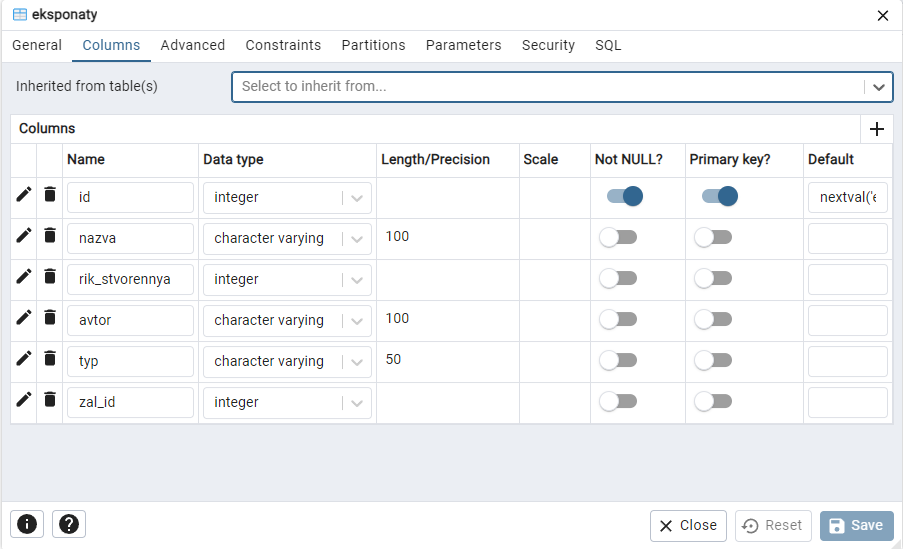 eksponaty
General Columns Advanced Constraints Partitions Parameters Security SQL
Inherited from table(s) Select to inherit from...
Columns
Name Data type Length/Precision Scale Not NULL? Primary key? Default
id integer nextval('e
nazva character varying 100
rik_stvorennya integer
avtor character varying 100
typ character varying 50
zal_id integer
Close Reset Save